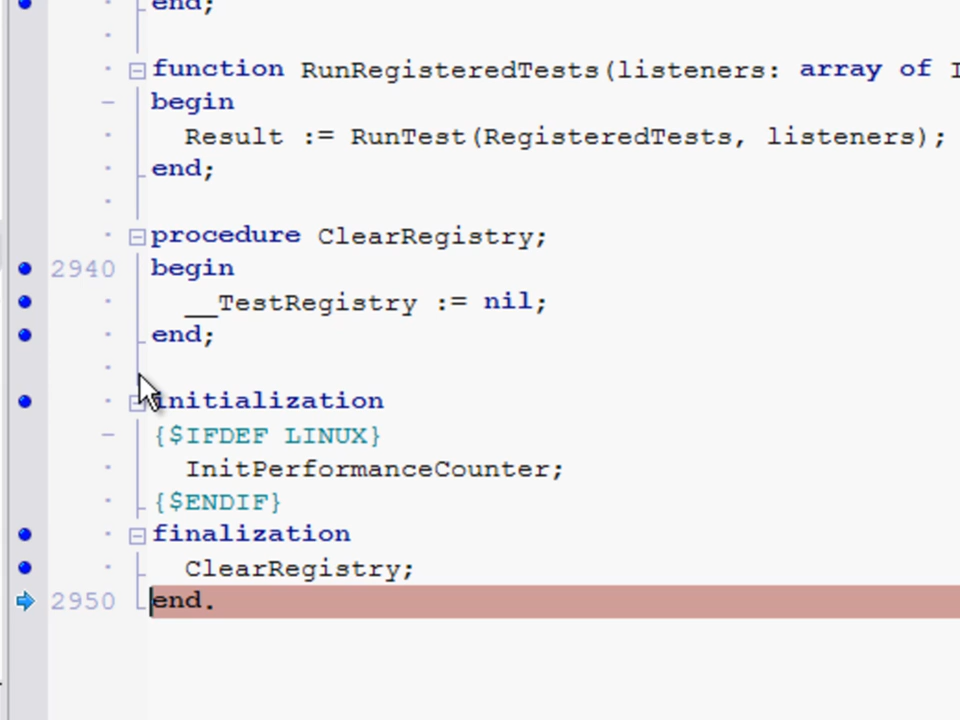 end;
function RunRegisteredTests(listeners: array of I
begin
Result := RunTest(RegisteredTests, listeners);
end;
procedure ClearRegistry;
2940 begin
__TestRegistry := nil;
end;
initialization
{$IFDEF LINUX}
InitPerformanceCounter;
{$ENDIF}
finalization
ClearRegistry;
2950 end.